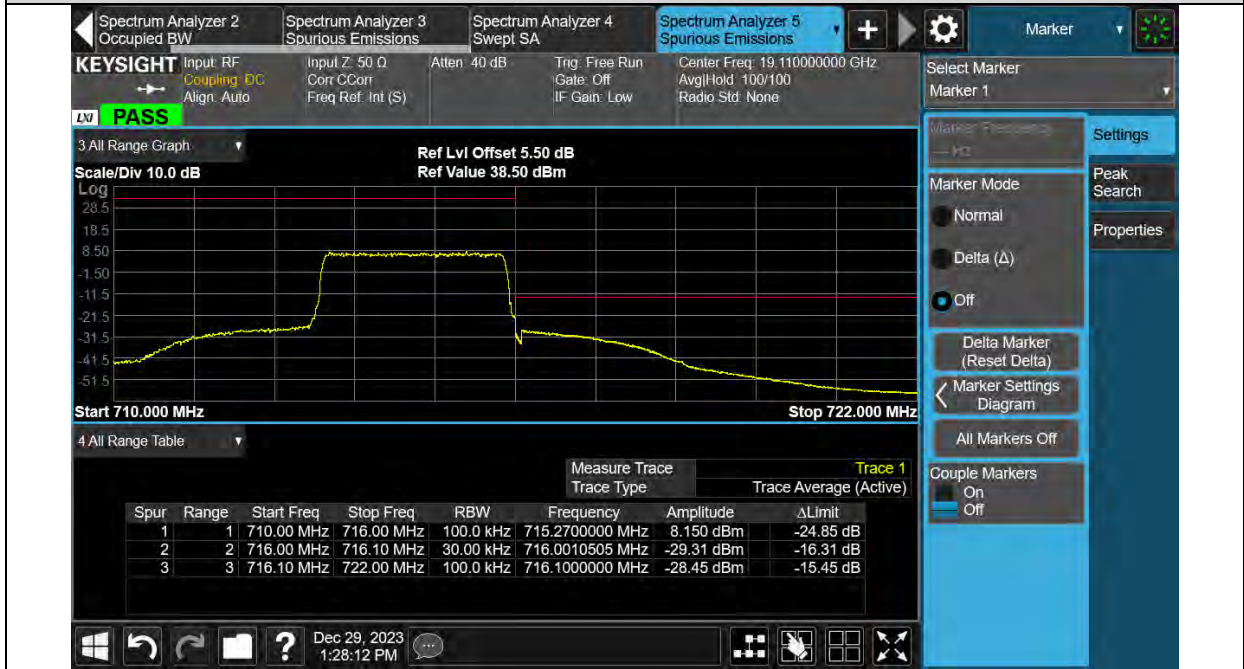 Spectrum Analyzer 2
Occupied BW
Spectrum Analyzer 3
Spurious Emissions
Spectrum Analyzer 4
Swept SA
Spectrum Analyzer 5
Spurious Emissions
Marker
KEYSIGHT
LXI
PASS
Input: RF
Coupling: DC
Align: Auto
Input Z: 50 Ω
Corr CCorr
Freq Ref: Int (S)
Atten: 40 dB
Trig: Free Run
Gate: Off
IF Gain: Low
Center Freq: 19.110000000 GHz
Avg|Hold: 100/100
Radio Std: None
Select Marker
Marker 1
3 All Range Graph
Scale/Div 10.0 dB
Ref Lvl Offset 5.50 dB
Ref Value 38.50 dBm
Log
28.5
18.5
8.50
-1.50
-11.5
-21.5
-31.5
-41.5
-51.5
Start 710.000 MHz
Stop 722.000 MHz
4 All Range Table
Measure Trace Trace 1
Trace Type Trace Average (Active)
Spur Range Start Freq Stop Freq RBW Frequency Amplitude ΔLimit
1 1 710.00 MHz 716.00 MHz 100.0 kHz 715.2700000 MHz 8.150 dBm -24.85 dB
2 2 716.00 MHz 716.10 MHz 30.00 kHz 716.0010505 MHz -29.31 dBm -16.31 dB
3 3 716.10 MHz 722.00 MHz 100.0 kHz 716.1000000 MHz -28.45 dBm -15.45 dB
Marker Frequency
--- Hz
Marker Mode
Normal
Delta (Δ)
Off
Delta Marker
(Reset Delta)
Marker Settings
Diagram
All Markers Off
Couple Markers
On
Off
Settings
Peak
Search
Properties
Dec 29, 2023
1:28:12 PM